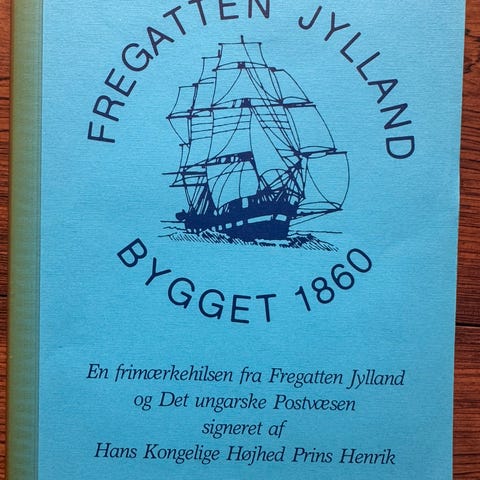 FREGATTEN JYLLAND
BYGGET 1860
En frimærkehilsen fra Fregatten Jylland
og Det ungarske Postvæsen
signeret af
Hans Kongelige Højhed Prins Henrik